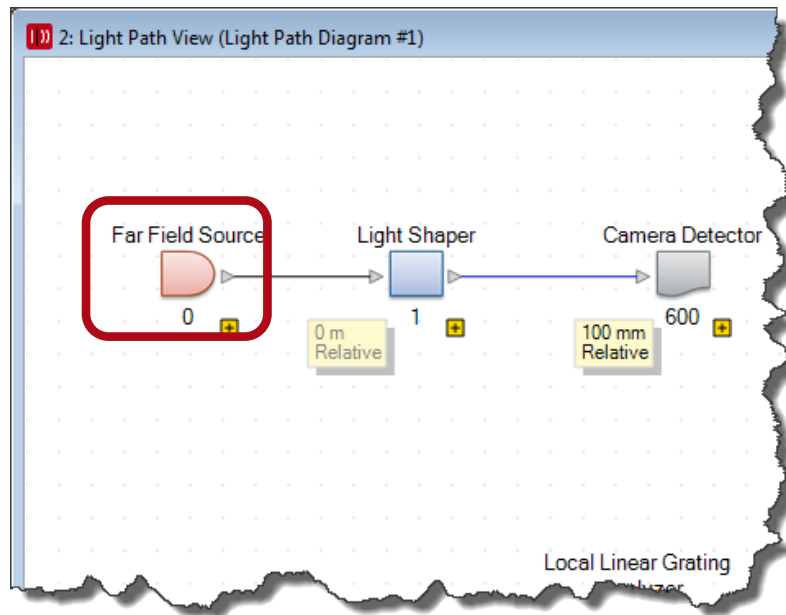 2: Light Path View (Light Path Diagram #1)
Far Field Source
Light Shaper
Camera Detector
0
1
600
0 m
Relative
100 mm
Relative
Local Linear Grating